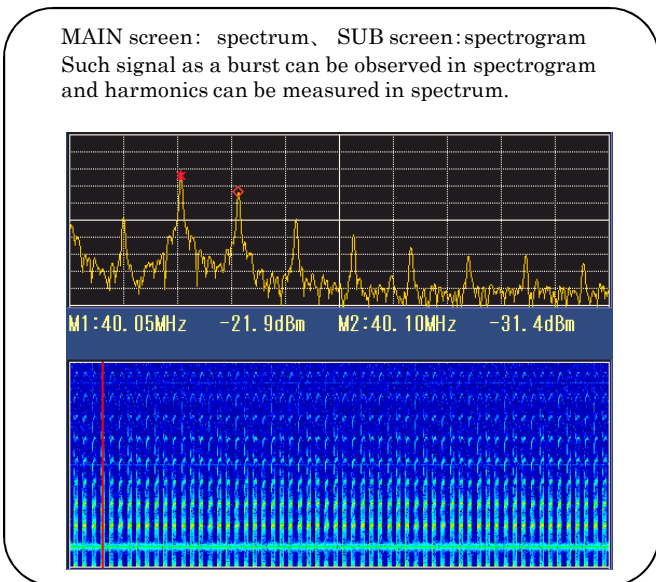 MAIN screen: spectrum、 SUB screen:spectrogram
Such signal as a burst can be observed in spectrogram
and harmonics can be measured in spectrum.
M1:40.05MHz -21.9dBm M2:40.10MHz -31.4dBm